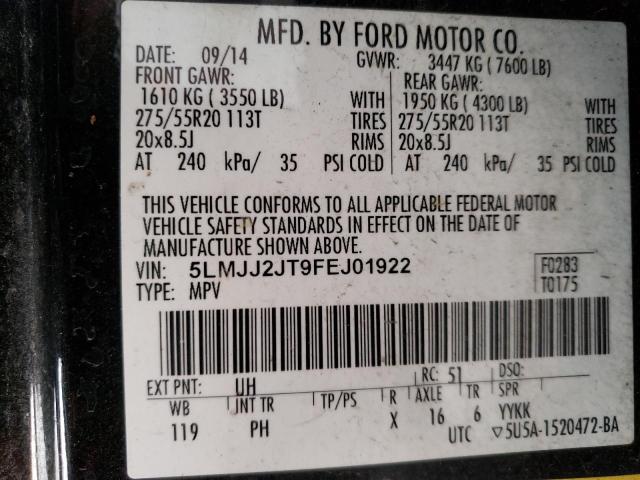 MFD. BY FORD MOTOR CO.
DATE: 09/14 GVWR: 3447 KG ( 7600 LB)
FRONT GAWR: REAR GAWR:
1610 KG ( 3550 LB) WITH 1950 KG ( 4300 LB) WITH
275/55R20 113T TIRES 275/55R20 113T TIRES
20x8.5J RIMS 20x8.5J RIMS
AT 240 kPa/ 35 PSI COLD AT 240 kPa/ 35 PSI COLD
THIS VEHICLE CONFORMS TO ALL APPLICABLE FEDERAL MOTOR
VEHICLE SAFETY STANDARDS IN EFFECT ON THE DATE OF
MANUFACTURE SHOWN ABOVE.
VIN: 5LMJJ2JT9FEJ01922 F0283
TYPE: MPV T0175
EXT PNT: UH RC: 51 DSO:
WB INT TR TP/PS R AXLE TR SPR
119 PH X 16 6 YYKK
UTC ▽5U5A-1520472-BA